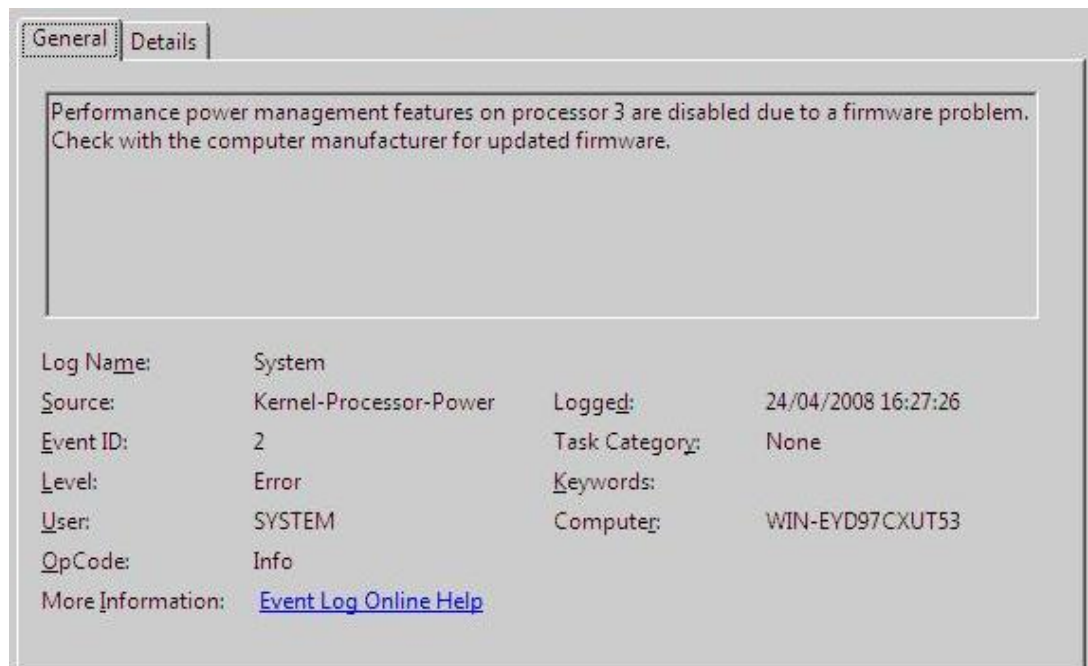 General Details
Performance power management features on processor 3 are disabled due to a firmware problem.
Check with the computer manufacturer for updated firmware.
Log Name: System
Source: Kernel-Processor-Power Logged: 24/04/2008 16:27:26
Event ID: 2 Task Category: None
Level: Error Keywords:
User: SYSTEM Computer: WIN-EYD97CXUT53
OpCode: Info
More Information: Event Log Online Help